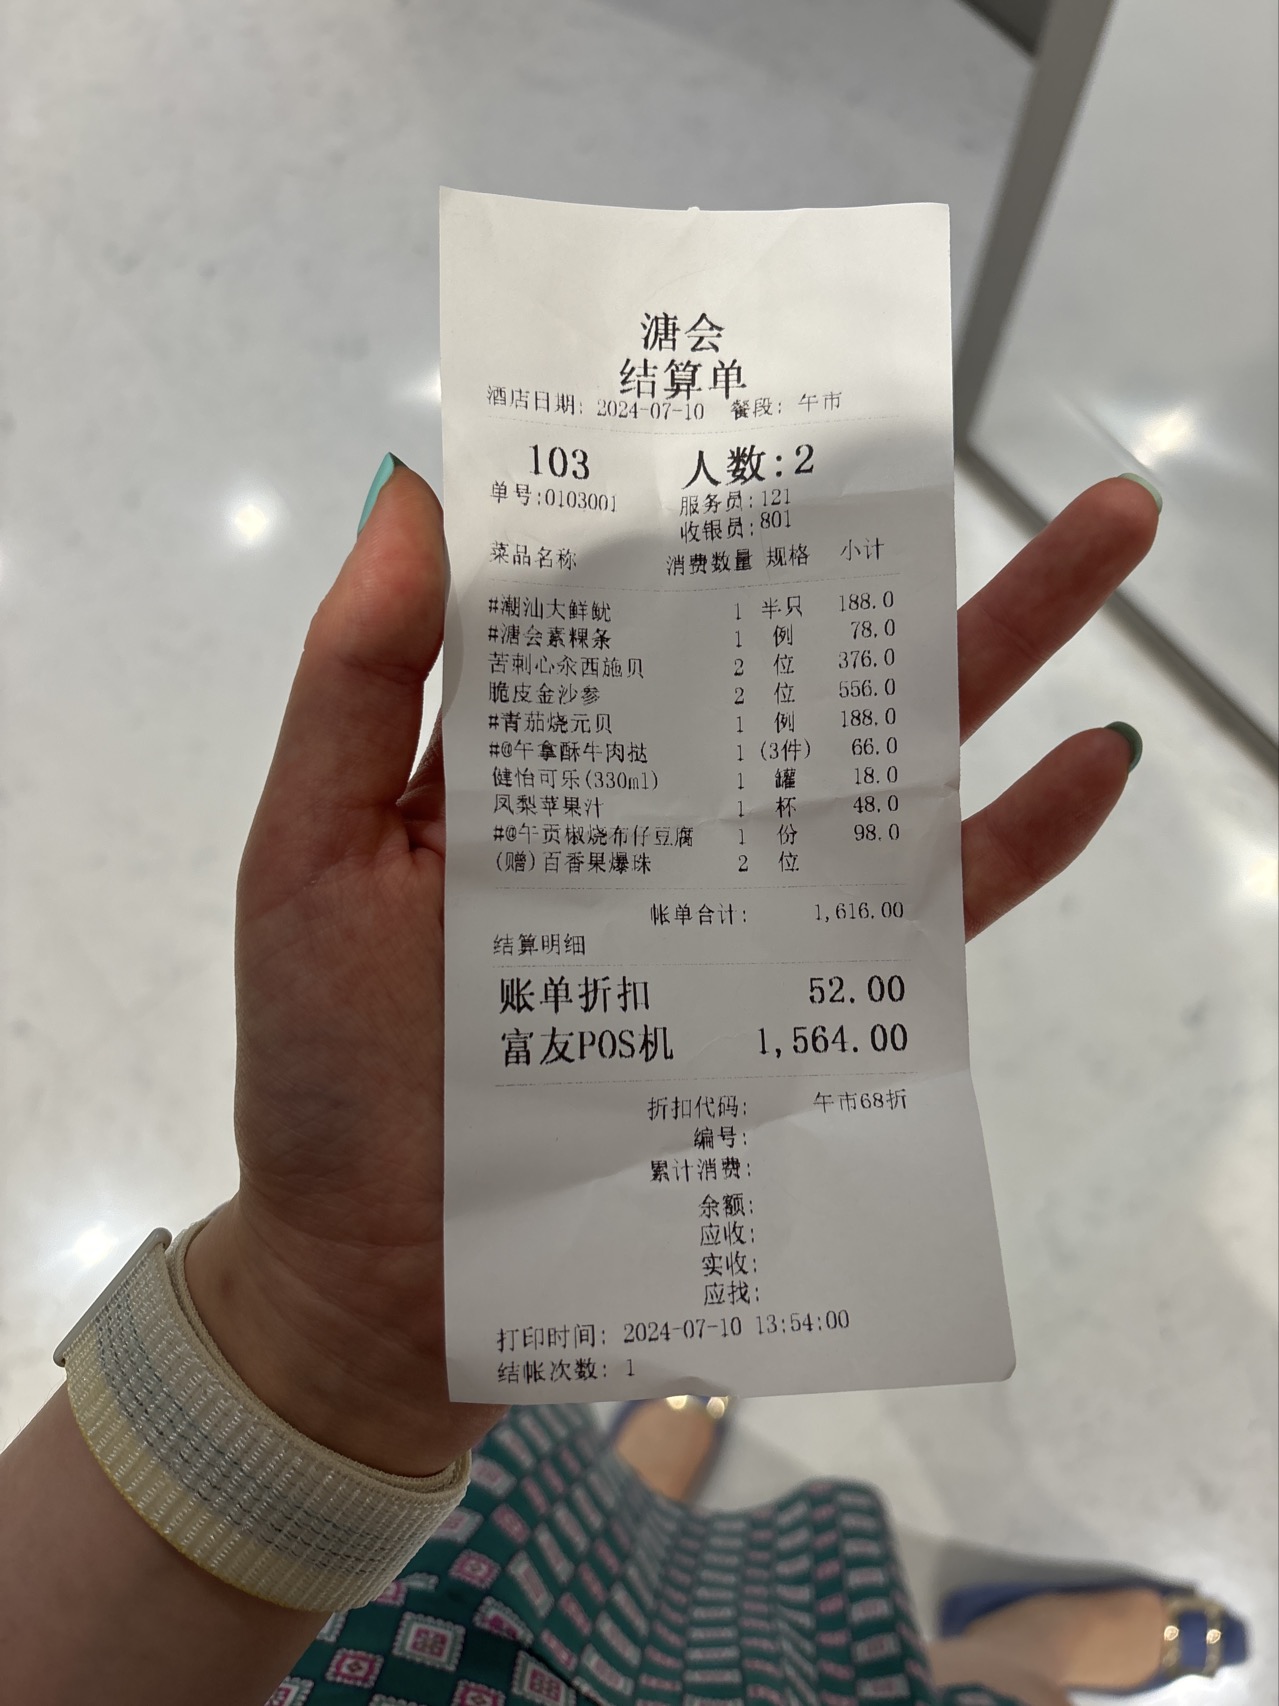 溏会
结算单
酒店日期: 2024-07-10 餐段: 午市
103 人数:2
单号:0103001 服务员:121
收银员:801
菜品名称 消费数量 规格 小计
#潮汕大鲜鱿 1 半只 188.0
#溏会素粿条 1 例 78.0
苦刺心汆西施贝 2 位 376.0
脆皮金沙参 2 位 556.0
#青茄烧元贝 1 例 188.0
#@午拿酥牛肉挞 1 (3件) 66.0
健怡可乐(330ml) 1 罐 18.0
凤梨苹果汁 1 杯 48.0
#@午贡椒烧布仔豆腐 1 份 98.0
(赠)百香果爆珠 2 位
帐单合计: 1,616.00
结算明细
账单折扣 52.00
富友POS机 1,564.00
折扣代码: 午市68折
编号:
累计消费:
余额:
应收:
实收:
应找:
打印时间: 2024-07-10 13:54:00
结帐次数: 1